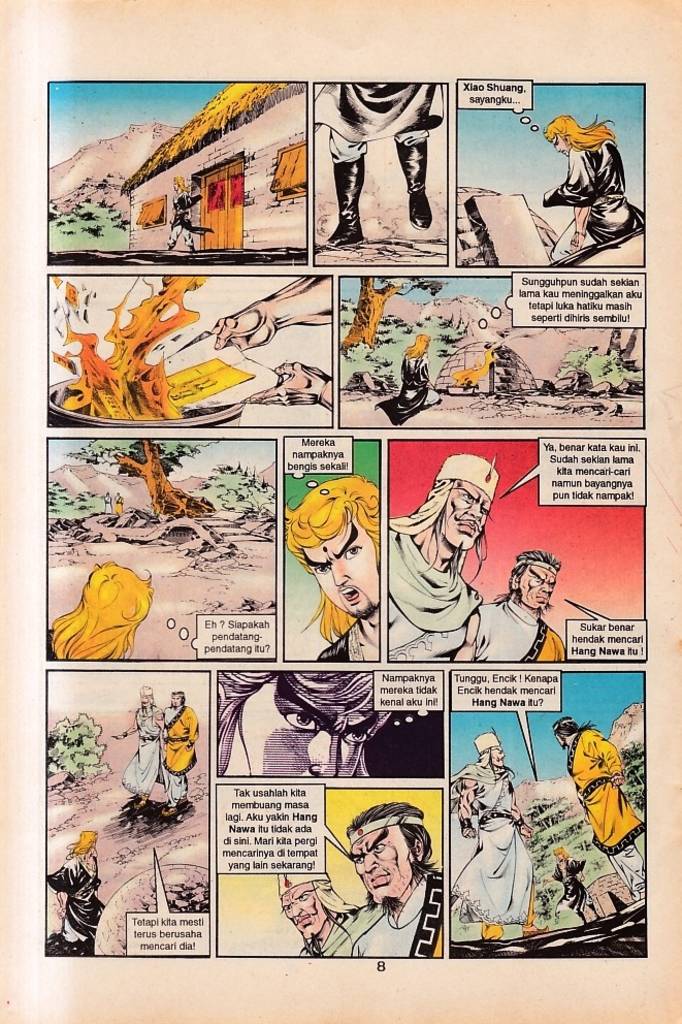 Xiao Shuang,
sayangku...
Sungguhpun sudah sekian
lama kau meninggalkan aku
tetapi luka hatiku masih
seperti dihiris sembilu!
Eh ? Siapakah
pendatang-
pendatang itu?
Mereka
nampaknya
bengis sekali!
Ya, benar kata kau ini.
Sudah sekian lama
kita mencari-cari
namun bayangnya
pun tidak nampak!
Sukar benar
hendak mencari
Hang Nawa itu !
Tetapi kita mesti
terus berusaha
mencari dia!
Nampaknya
mereka tidak
kenal aku ini!
Tak usahlah kita
membuang masa
lagi. Aku yakin Hang
Nawa itu tidak ada
di sini. Mari kita pergi
mencarinya di tempat
yang lain sekarang!
Tunggu, Encik ! Kenapa
Encik hendak mencari
Hang Nawa itu?
8